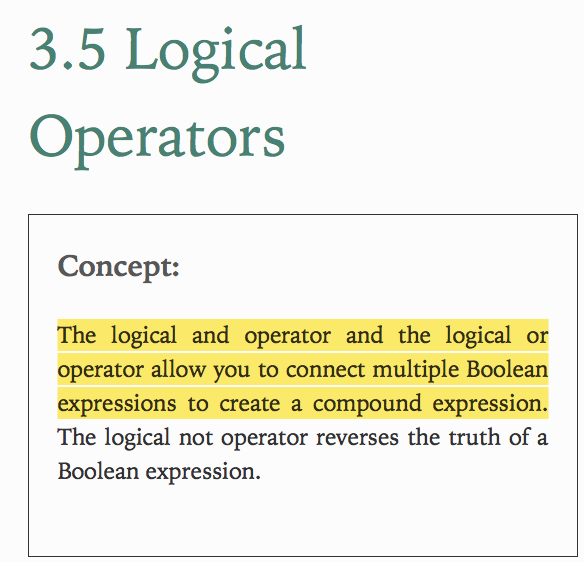 3.5 Logical
Operators
Concept:
The logical and operator and the logical or
operator allow you to connect multiple Boolean
expressions to create a compound expression.
The logical not operator reverses the truth of a
Boolean expression.